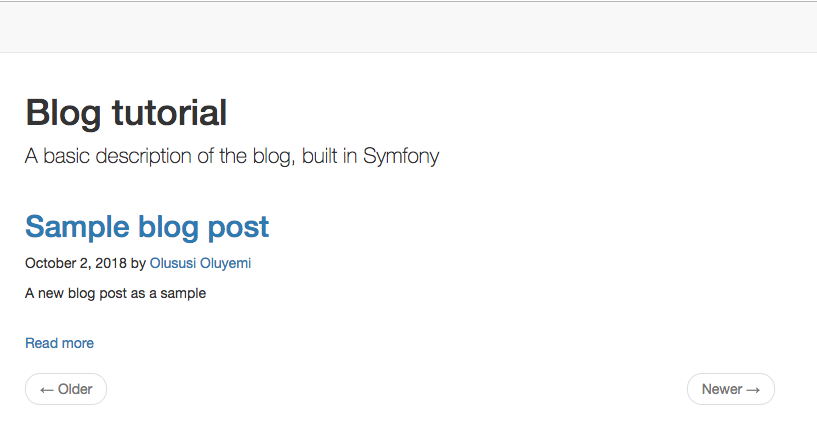 Blog tutorial
A basic description of the blog, built in Symfony
Sample blog post
October 2, 2018 by Olususi Oluyemi
A new blog post as a sample
Read more
← Older
Newer →